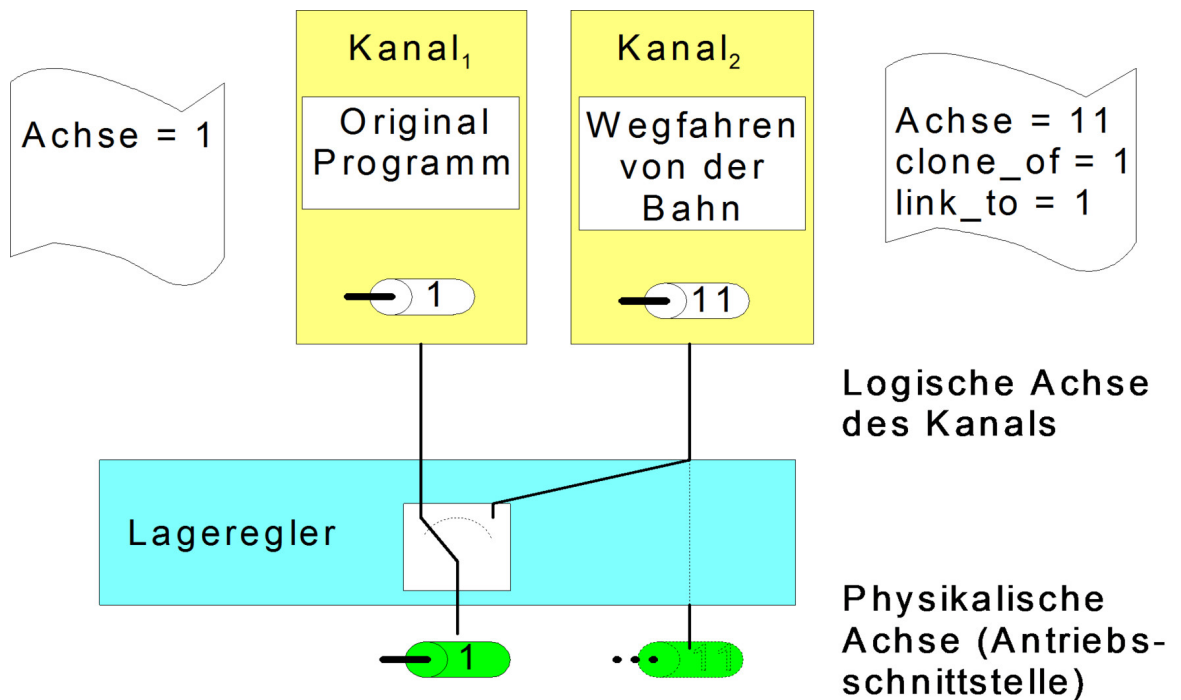 Achse = 1
Kanal₁
Original
Programm
1
Kanal₂
Wegfahren
von der
Bahn
11
Achse = 11
clone_of = 1
link_to = 1
Logische Achse
des Kanals
Lageregler
1
11
Physikalische
Achse (Antriebs-
schnittstelle)